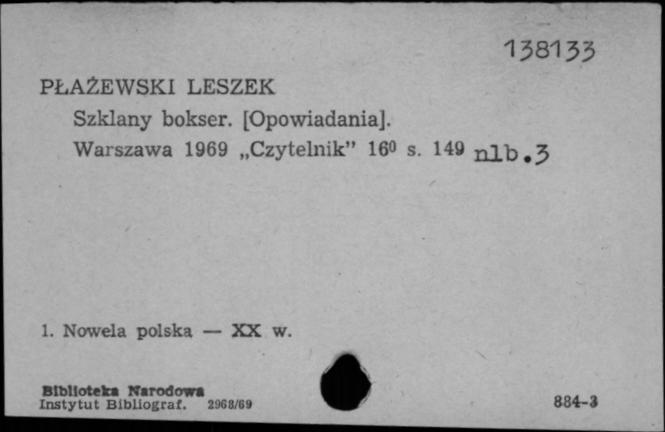 138133
PŁAŻEWSKI LESZEK
Szklany bokser. [Opowiadania].
Warszawa 1969 „Czytelnik” 16⁰ s. 149 nlb.3
1. Nowela polska — XX w.
Biblioteka Narodowa
Instytut Bibliograf. 2968/69
884-3